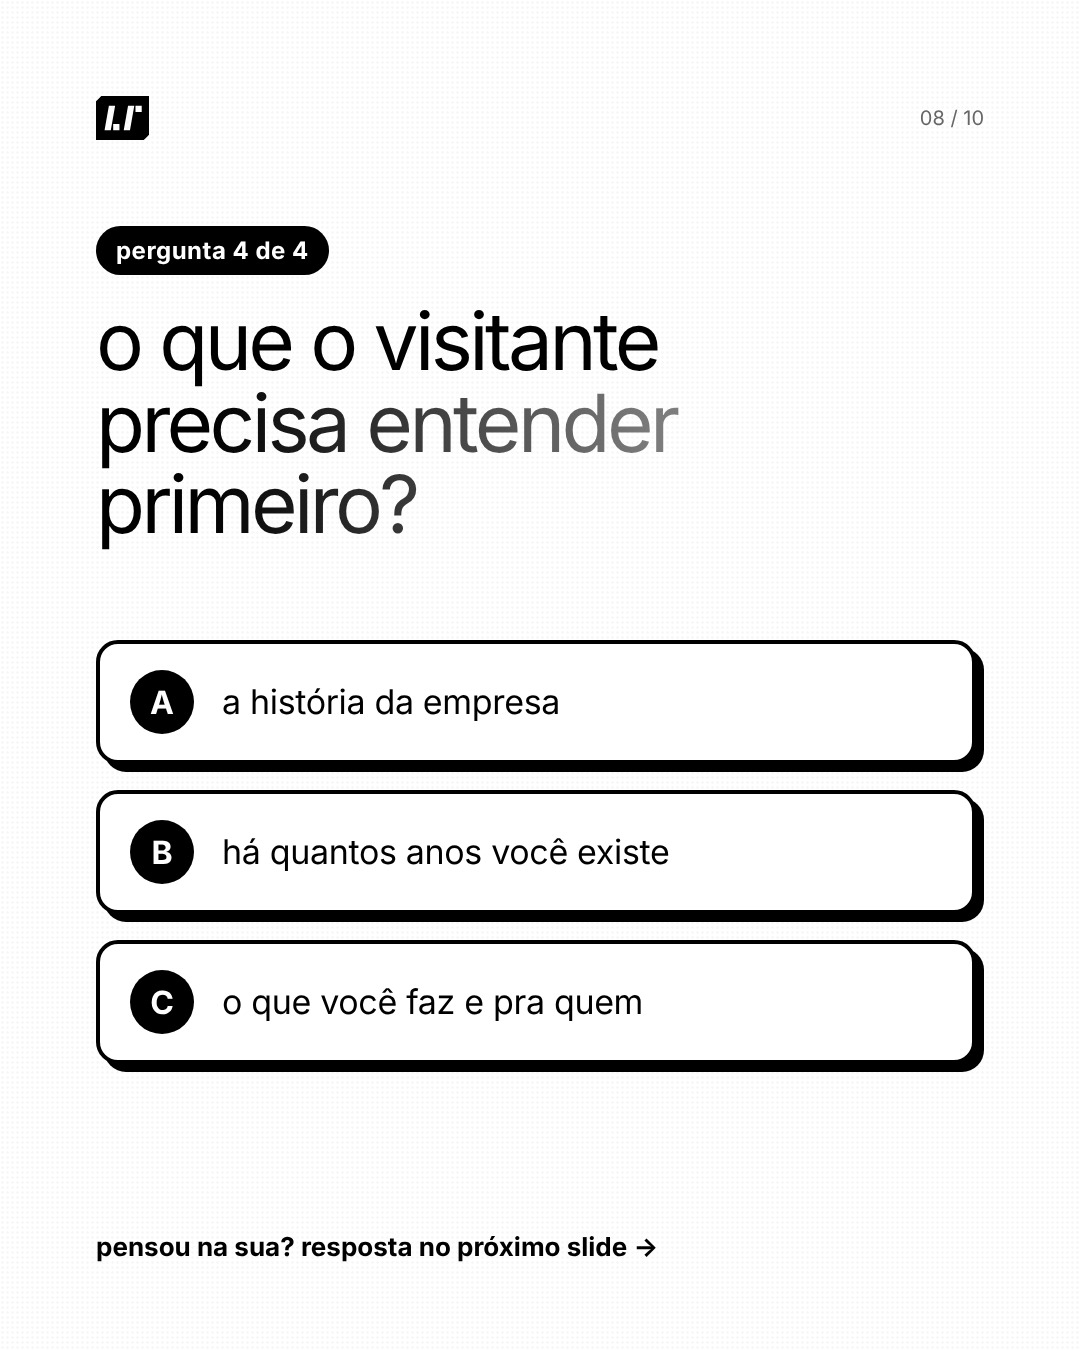 08 / 10
pergunta 4 de 4
o que o visitante
precisa entender
primeiro?
A a história da empresa
B há quantos anos você existe
C o que você faz e pra quem
pensou na sua? resposta no próximo slide →